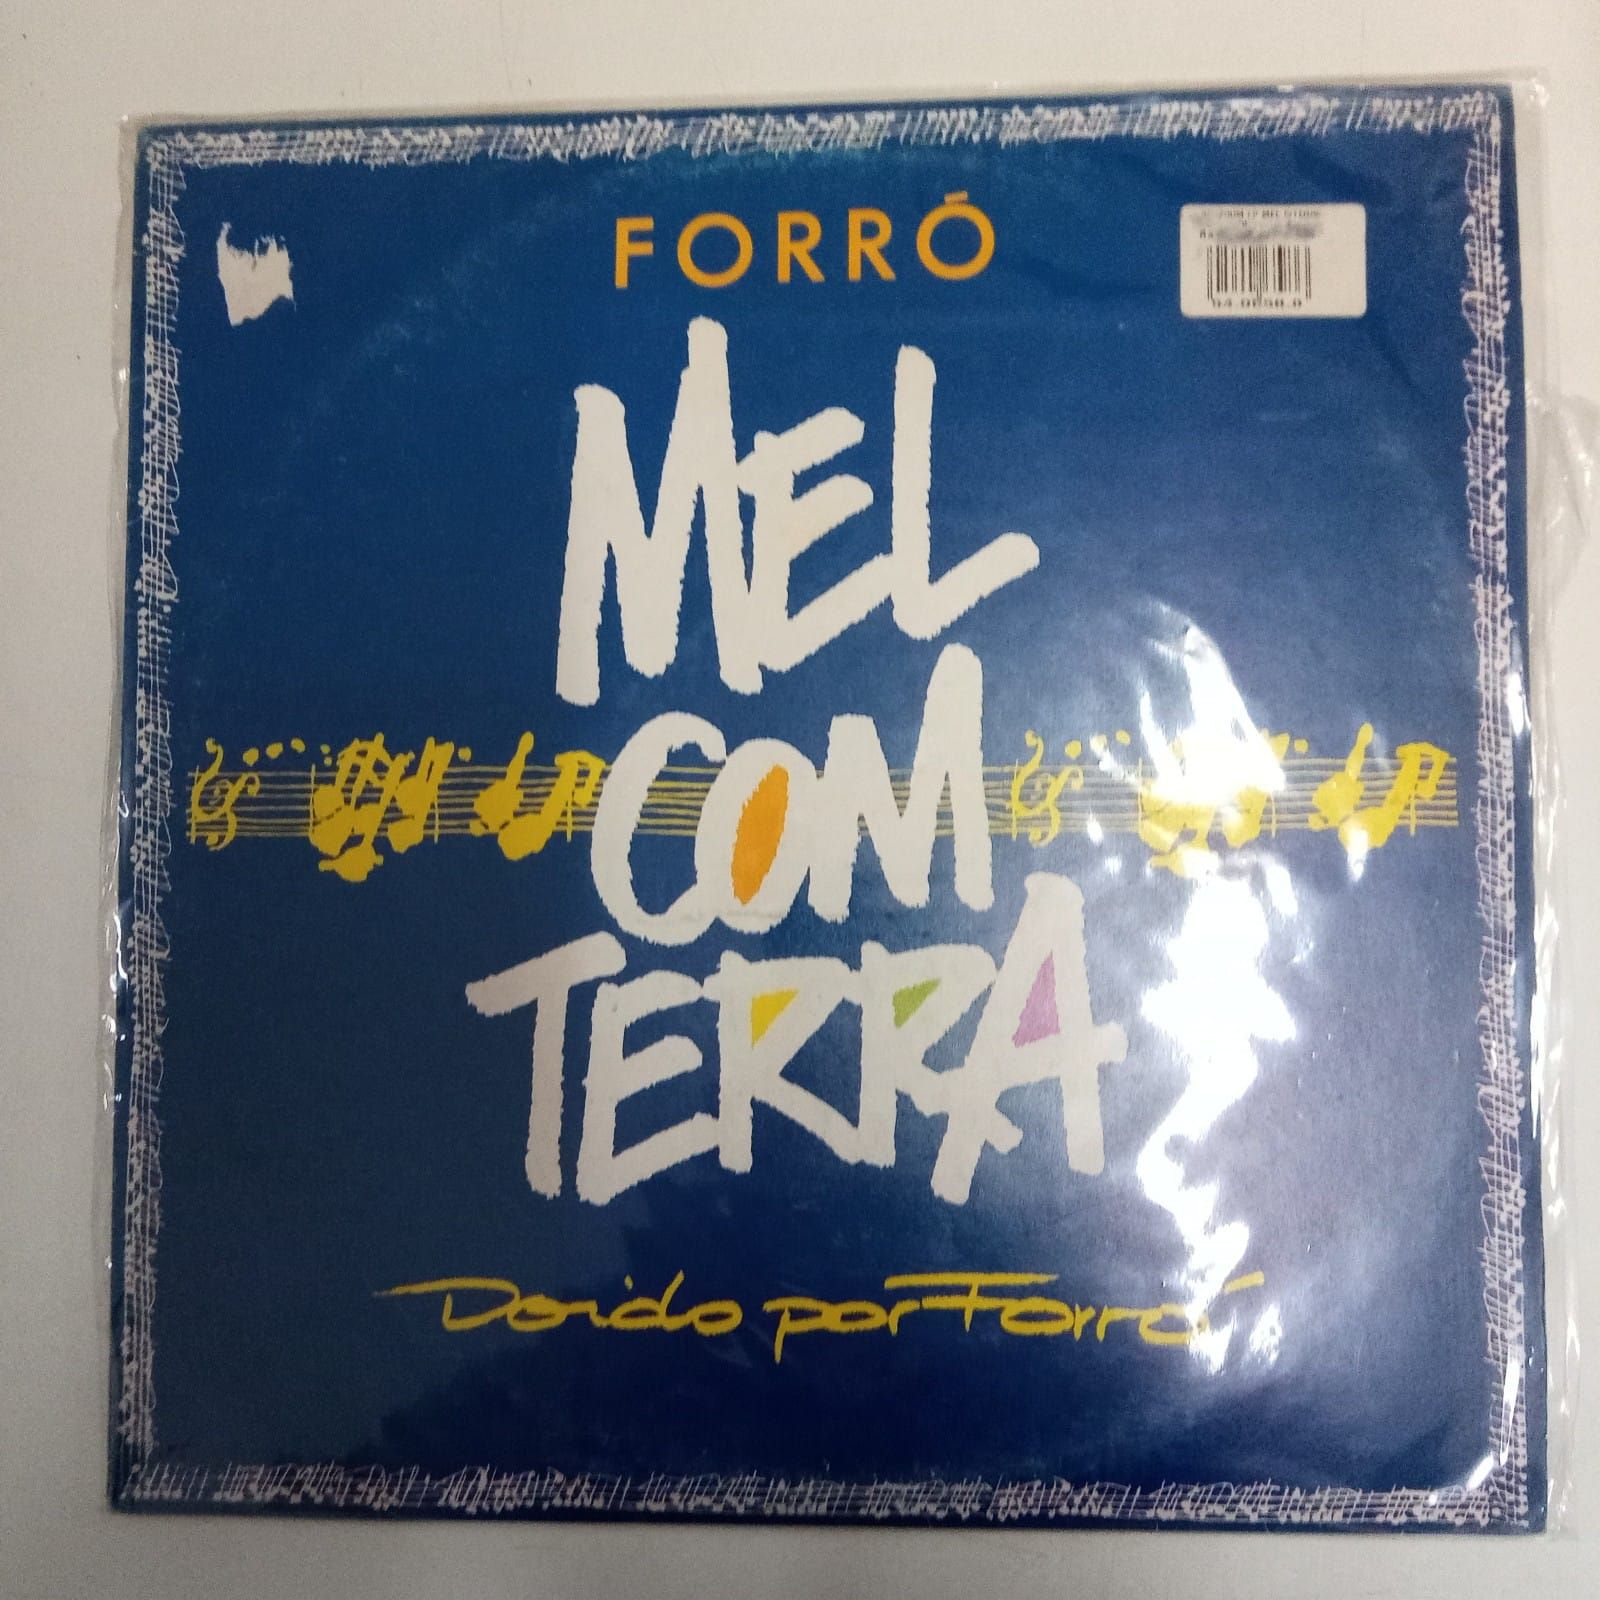 FORRÓ
MEL
COM
TERRA
Doido por Forró